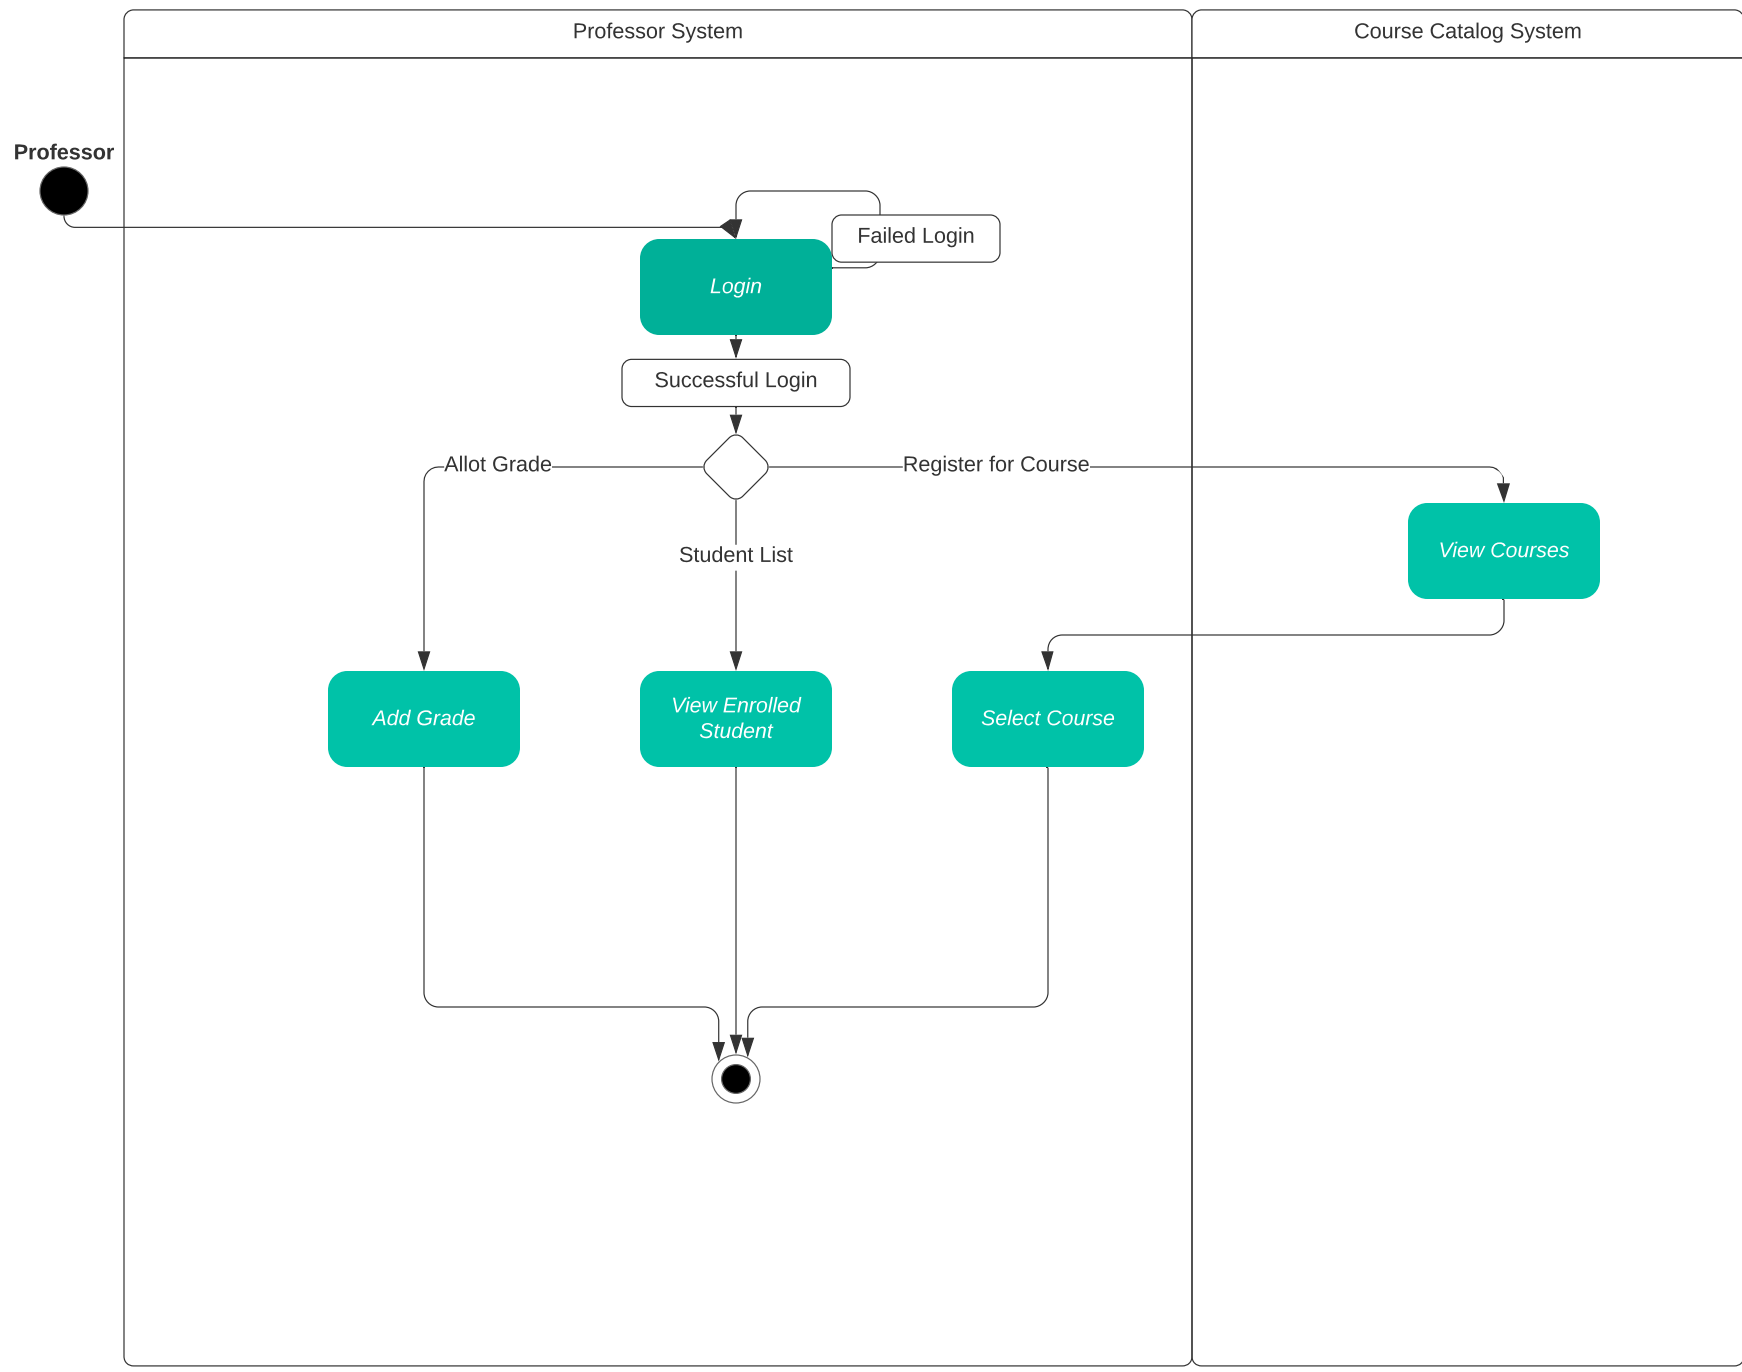 Professor System
Course Catalog System
Professor
Failed Login
Login
Successful Login
Allot Grade
Register for Course
Student List
View Courses
Add Grade
View Enrolled
Student
Select Course